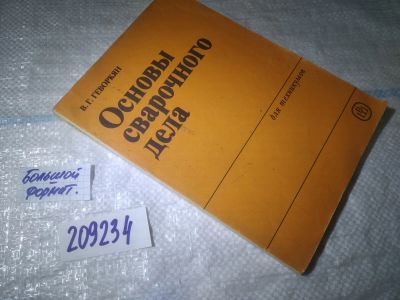 В. Г. ГЕВОРКЯН
Основы
сварочного
дела
для техникумов
БОЛЬШОЙ
ФОРМАТ.
209234